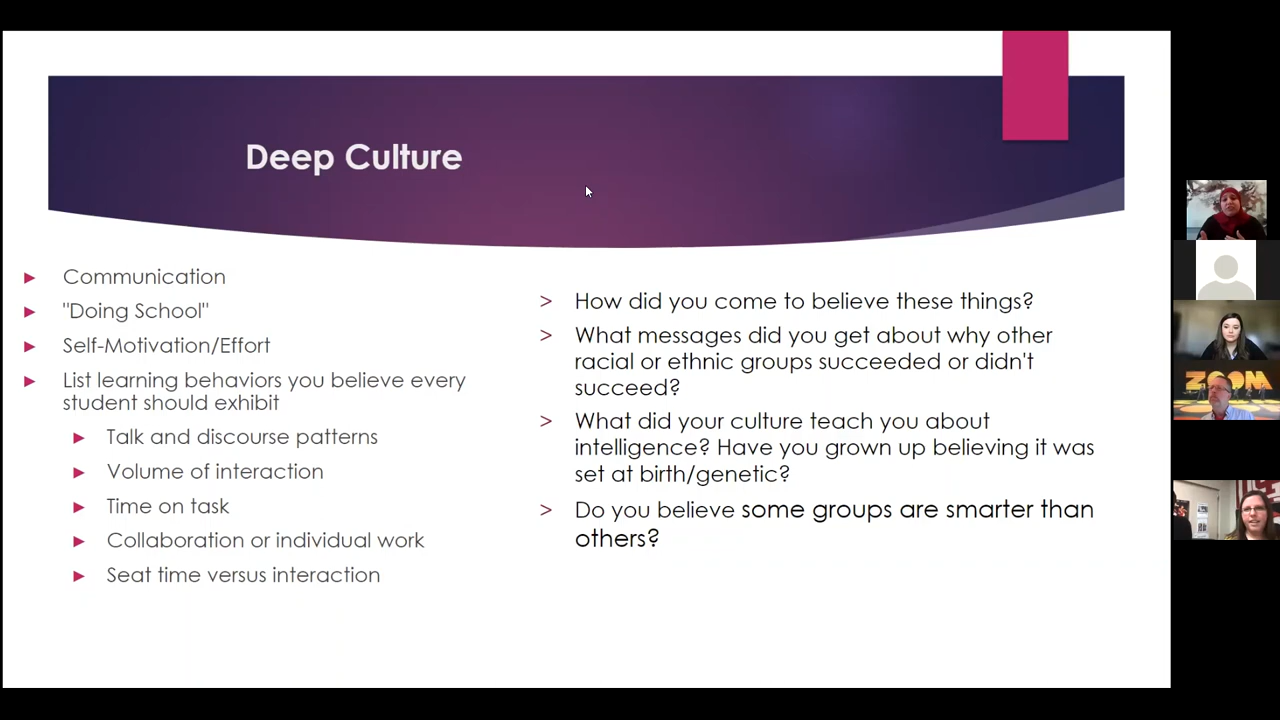 Deep Culture
Communication
"Doing School"
Self-Motivation/Effort
List learning behaviors you believe every
student should exhibit
Talk and discourse patterns
Volume of interaction
Time on task
Collaboration or individual work
Seat time versus interaction
> How did you come to believe these things?
> What messages did you get about why other
racial or ethnic groups succeeded or didn't
succeed?
> What did your culture teach you about
intelligence? Have you grown up believing it was
set at birth/genetic?
> Do you believe some groups are smarter than
others?
ZOOM